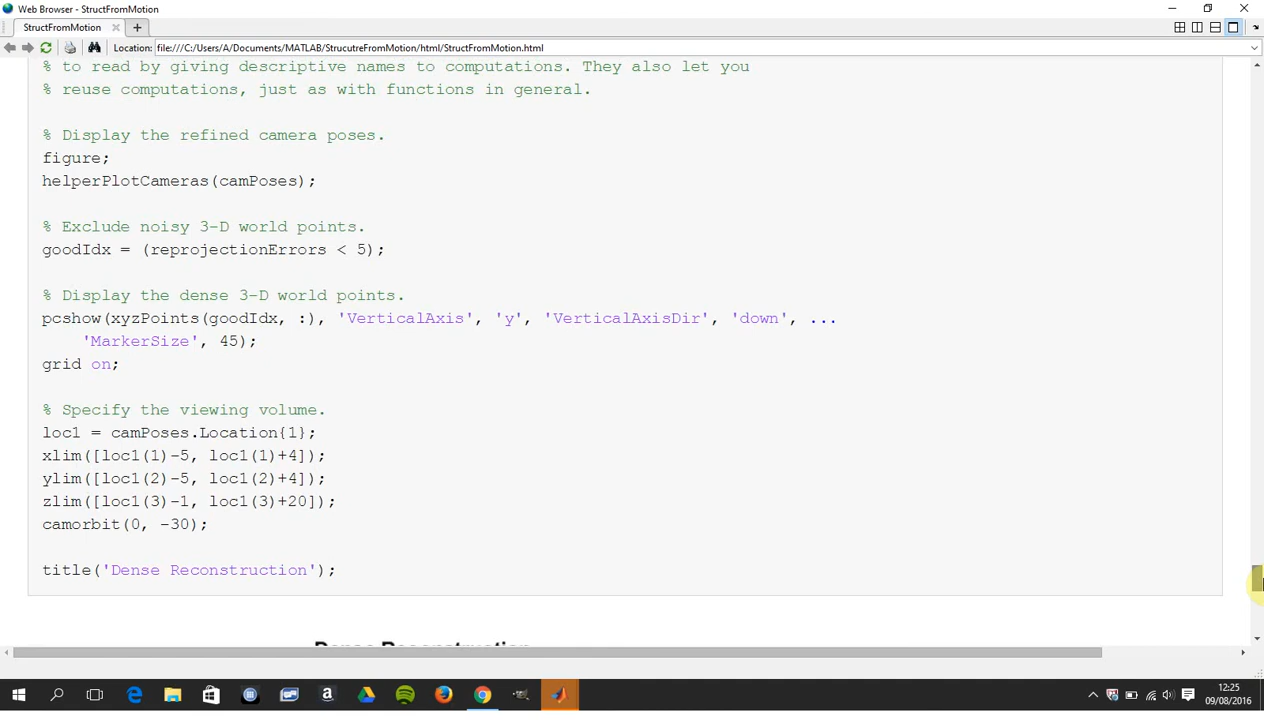 Web Browser - StructFromMotion
StructFromMotion
Location: file:///C:/Users/A/Documents/MATLAB/StrucutreFromMotion/html/StructFromMotion.html
% to read by giving descriptive names to computations. They also let you
% reuse computations, just as with functions in general.
% Display the refined camera poses.
figure;
helperPlotCameras(camPoses);
% Exclude noisy 3-D world points.
goodIdx = (reprojectionErrors < 5);
% Display the dense 3-D world points.
pcshow(xyzPoints(goodIdx, :), 'VerticalAxis', 'y', 'VerticalAxisDir', 'down', ...
'MarkerSize', 45);
grid on;
% Specify the viewing volume.
loc1 = camPoses.Location{1};
xlim([loc1(1)-5, loc1(1)+4]);
ylim([loc1(2)-5, loc1(2)+4]);
zlim([loc1(3)-1, loc1(3)+20]);
camorbit(0, -30);
title('Dense Reconstruction');
Dense Reconstruction
12:25
09/08/2016